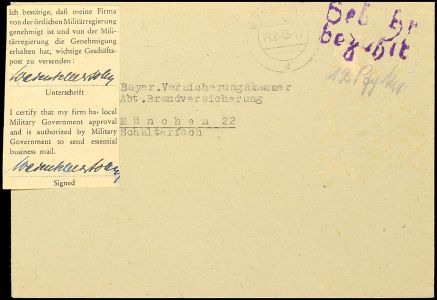 Ich bestätige, daß meine Firma
von der örtlichen Militärregierung
genehmigt ist und von der Mili-
tärregierung die Genehmigung
erhalten hat, wichtige Geschäfts-
post zu versenden:
Unterschrift
I certify that my firm has local
Military Government approval
and is authorized by Military
Government to send essential
business mail.
Signed
Gebühr
bezahlt
12 Rpf
Bayer.Versicherungskammer
Abt.Brandversicherung
München 22
Schalterfach